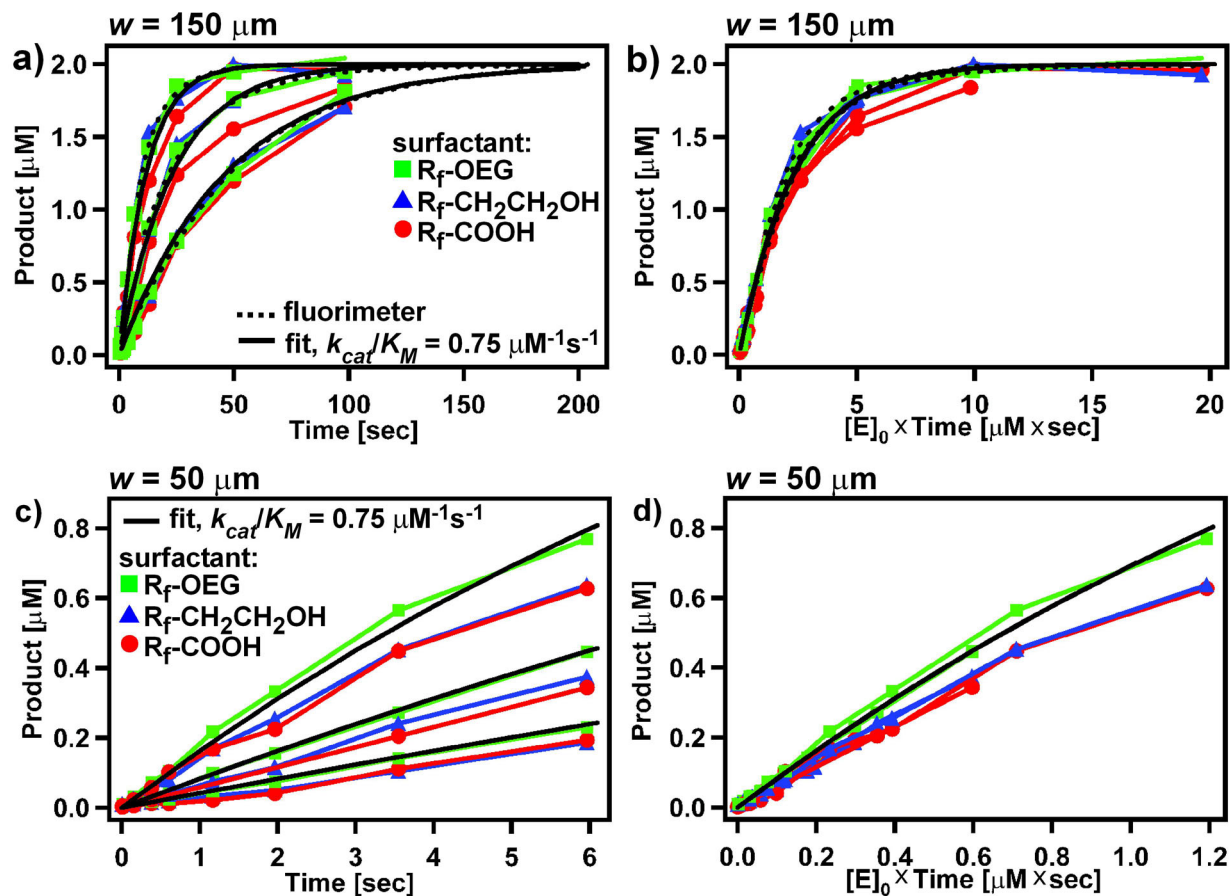 w = 150 μm
a)
2.0
1.5
1.0
0.5
0.0
Product [μM]
surfactant:
Rf-OEG
Rf-CH2CH2OH
Rf-COOH
fluorimeter
fit, kcat/KM = 0.75 μM-1s-1
0 50 100 150 200
Time [sec]
w = 150 μm
b)
2.0
1.5
1.0
0.5
0.0
Product [μM]
0 5 10 15 20
[E]0 × Time [μM × sec]
w = 50 μm
c)
fit, kcat/KM = 0.75 μM-1s-1
surfactant:
Rf-OEG
Rf-CH2CH2OH
Rf-COOH
0.8
0.6
0.4
0.2
0.0
Product [μM]
0 1 2 3 4 5 6
Time [sec]
w = 50 μm
d)
0.8
0.6
0.4
0.2
0.0
Product [μM]
0.0 0.2 0.4 0.6 0.8 1.0 1.2
[E]0 × Time [μM × sec]